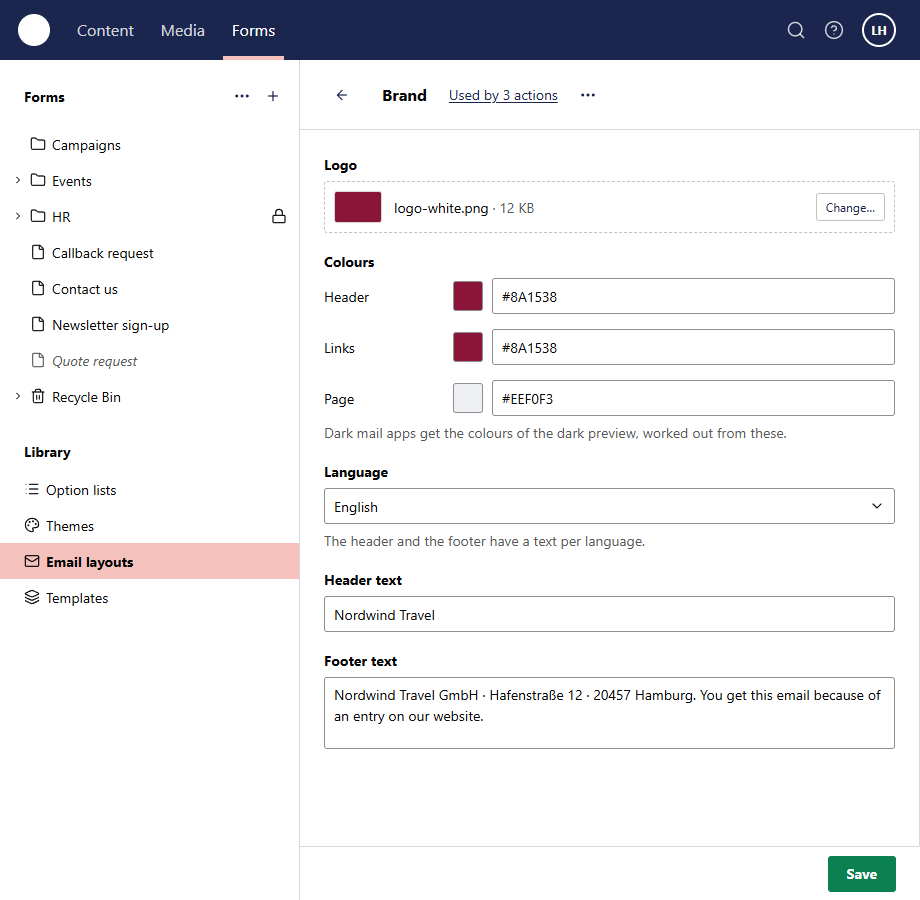 Content
Media
Forms
LH
Forms
Campaigns
Events
HR
Callback request
Contact us
Newsletter sign-up
Quote request
Recycle Bin
Library
Option lists
Themes
Email layouts
Templates
Brand
Used by 3 actions
Logo
logo-white.png · 12 KB
Change...
Colours
Header
#8A1538
Links
#8A1538
Page
#EEF0F3
Dark mail apps get the colours of the dark preview, worked out from these.
Language
English
The header and the footer have a text per language.
Header text
Nordwind Travel
Footer text
Nordwind Travel GmbH · Hafenstraße 12 · 20457 Hamburg. You get this email because of
an entry on our website.
Save